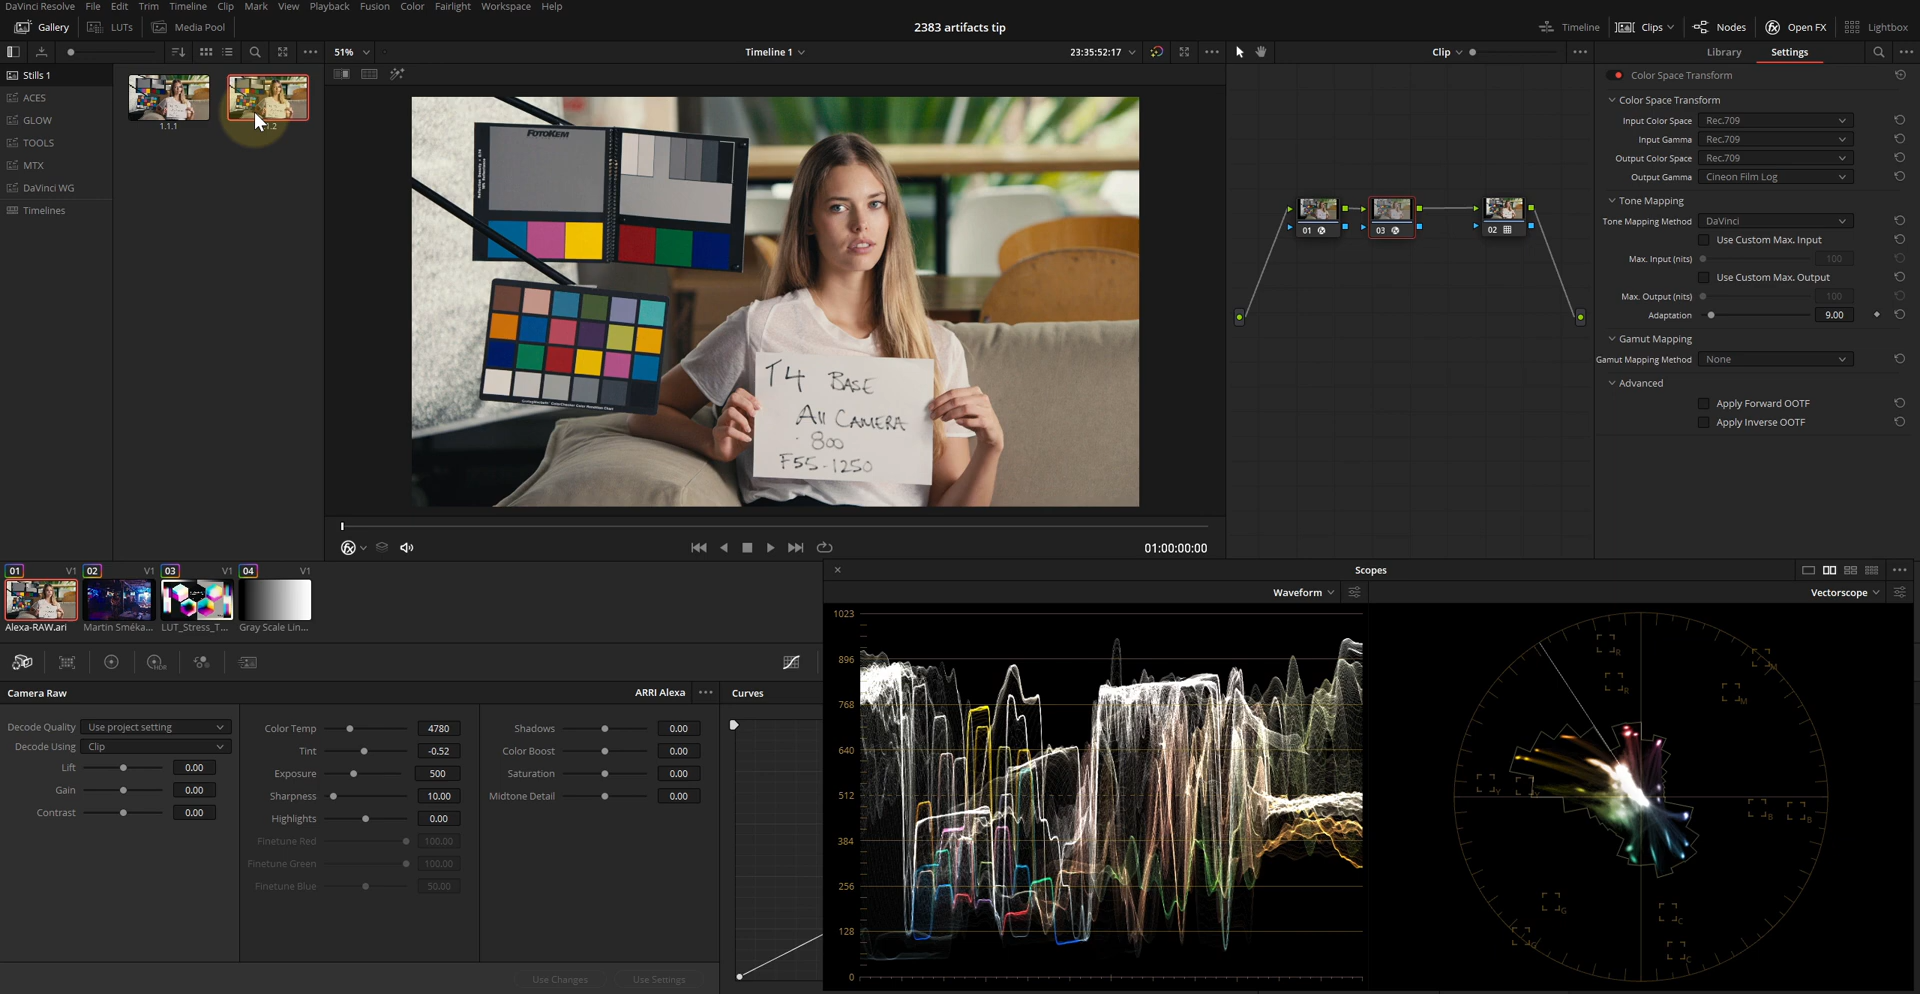 DaVinci Resolve File Edit Trim Timeline Clip Mark View Playback Fusion Color Fairlight Workspace Help
Gallery LUTs Media Pool 2383 artifacts tip Timeline Clips Nodes Open FX Lightbox
51% Timeline 1 23:35:52:17 Clip Library Settings
Stills 1
ACES
GLOW
TOOLS
MTX
DaVinci WG
Timelines
1.1.1
1.2
FOTOKEM
T4 BASE
All CAMERA
800
F55-1250
01
03
02
Color Space Transform
Color Space Transform
Input Color Space Rec.709
Input Gamma Rec.709
Output Color Space Rec.709
Output Gamma Cineon Film Log
Tone Mapping
Tone Mapping Method DaVinci
Use Custom Max. Input
Max. Input (nits) 100
Use Custom Max. Output
Max. Output (nits) 100
Adaptation 9.00
Gamut Mapping
Gamut Mapping Method None
Advanced
Apply Forward OOTF
Apply Inverse OOTF
01:00:00:00
01 V1 02 V1 03 V1 04 V1
Alexa-RAW.ari Martin Sméka... LUT_Stress_T... Gray Scale Lin...
Camera Raw ARRI Alexa
Decode Quality Use project setting
Decode Using Clip
Lift 0.00
Gain 0.00
Contrast 0.00
Color Temp 4780
Tint -0.52
Exposure 500
Sharpness 10.00
Highlights 0.00
Finetune Red 100.00
Finetune Green 100.00
Finetune Blue 50.00
Shadows 0.00
Color Boost 0.00
Saturation 0.00
Midtone Detail 0.00
Use Changes Use Settings
Curves
Scopes
Waveform
1023
896
768
640
512
384
256
128
0
Vectorscope
R
M
R
M
Y
B
B
G
C
G
C